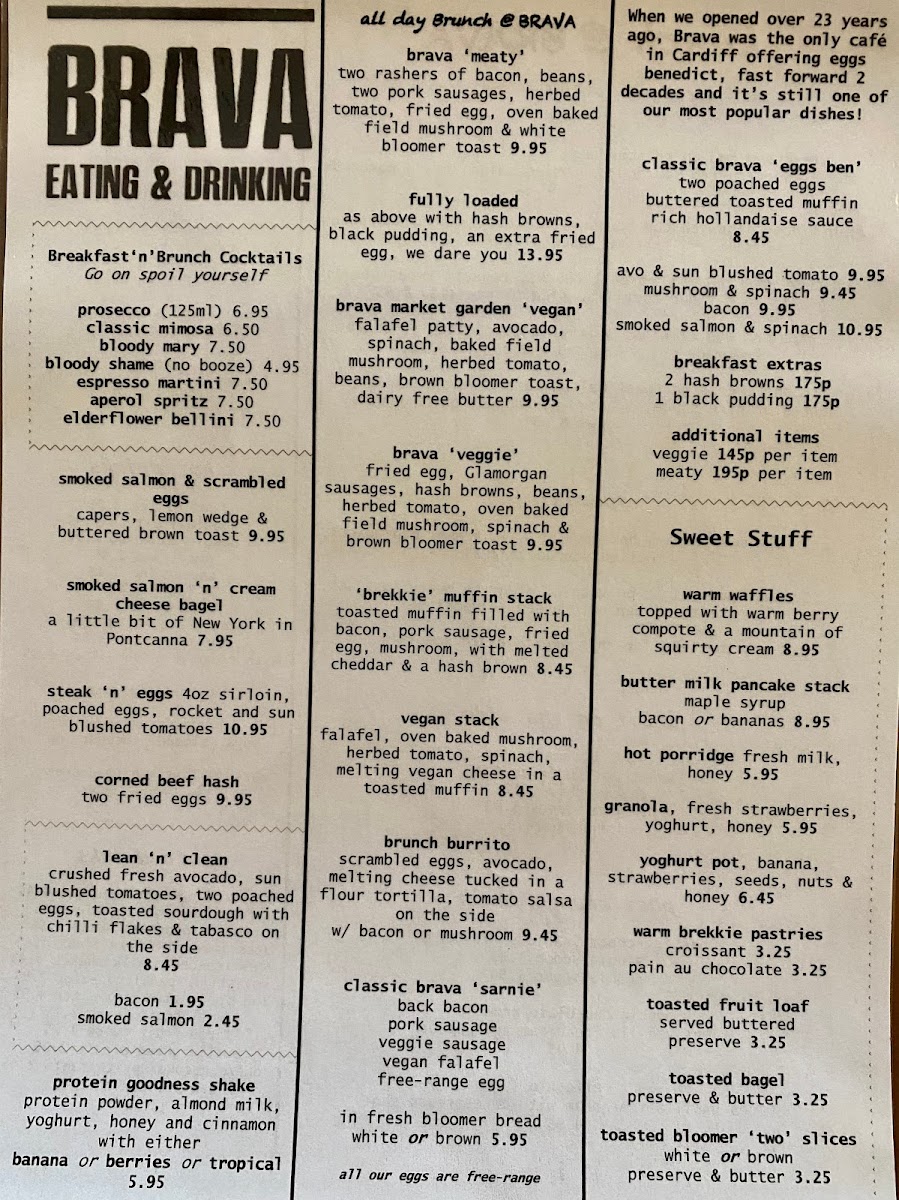 BRAVA
EATING & DRINKING
Breakfast‘n’Brunch Cocktails
Go on spoil yourself
prosecco (125ml) 6.95
classic mimosa 6.50
bloody mary 7.50
bloody shame (no booze) 4.95
espresso martini 7.50
aperol spritz 7.50
elderflower bellini 7.50
smoked salmon & scrambled
eggs
capers, lemon wedge &
buttered brown toast 9.95
smoked salmon ‘n’ cream
cheese bagel
a little bit of New York in
Pontcanna 7.95
steak ‘n’ eggs 4oz sirloin,
poached eggs, rocket and sun
blushed tomatoes 10.95
corned beef hash
two fried eggs 9.95
lean ‘n’ clean
crushed fresh avocado, sun
blushed tomatoes, two poached
eggs, toasted sourdough with
chilli flakes & tabasco on
the side
8.45
bacon 1.95
smoked salmon 2.45
protein goodness shake
protein powder, almond milk,
yoghurt, honey and cinnamon
with either
banana or berries or tropical
5.95
all day Brunch @ BRAVA
brava ‘meaty’
two rashers of bacon, beans,
two pork sausages, herbed
tomato, fried egg, oven baked
field mushroom & white
bloomer toast 9.95
fully loaded
as above with hash browns,
black pudding, an extra fried
egg, we dare you 13.95
brava market garden ‘vegan’
falafel patty, avocado,
spinach, baked field
mushroom, herbed tomato,
beans, brown bloomer toast,
dairy free butter 9.95
brava ‘veggie’
fried egg, Glamorgan
sausages, hash browns, beans,
herbed tomato, oven baked
field mushroom, spinach &
brown bloomer toast 9.95
‘brekkie’ muffin stack
toasted muffin filled with
bacon, pork sausage, fried
egg, mushroom, with melted
cheddar & a hash brown 8.45
vegan stack
falafel, oven baked mushroom,
herbed tomato, spinach,
melting vegan cheese in a
toasted muffin 8.45
brunch burrito
scrambled eggs, avocado,
melting cheese tucked in a
flour tortilla, tomato salsa
on the side
w/ bacon or mushroom 9.45
classic brava ‘sarnie’
back bacon
pork sausage
veggie sausage
vegan falafel
free-range egg
in fresh bloomer bread
white or brown 5.95
all our eggs are free-range
When we opened over 23 years
ago, Brava was the only café
in Cardiff offering eggs
benedict, fast forward 2
decades and it’s still one of
our most popular dishes!
classic brava ‘eggs ben’
two poached eggs
buttered toasted muffin
rich hollandaise sauce
8.45
avo & sun blushed tomato 9.95
mushroom & spinach 9.45
bacon 9.95
smoked salmon & spinach 10.95
breakfast extras
2 hash browns 175p
1 black pudding 175p
additional items
veggie 145p per item
meaty 195p per item
Sweet Stuff
warm waffles
topped with warm berry
compote & a mountain of
squirty cream 8.95
butter milk pancake stack
maple syrup
bacon or bananas 8.95
hot porridge fresh milk,
honey 5.95
granola, fresh strawberries,
yoghurt, honey 5.95
yoghurt pot, banana,
strawberries, seeds, nuts &
honey 6.45
warm brekkie pastries
croissant 3.25
pain au chocolate 3.25
toasted fruit loaf
served buttered
preserve 3.25
toasted bagel
preserve & butter 3.25
toasted bloomer ‘two’ slices
white or brown
preserve & butter 3.25